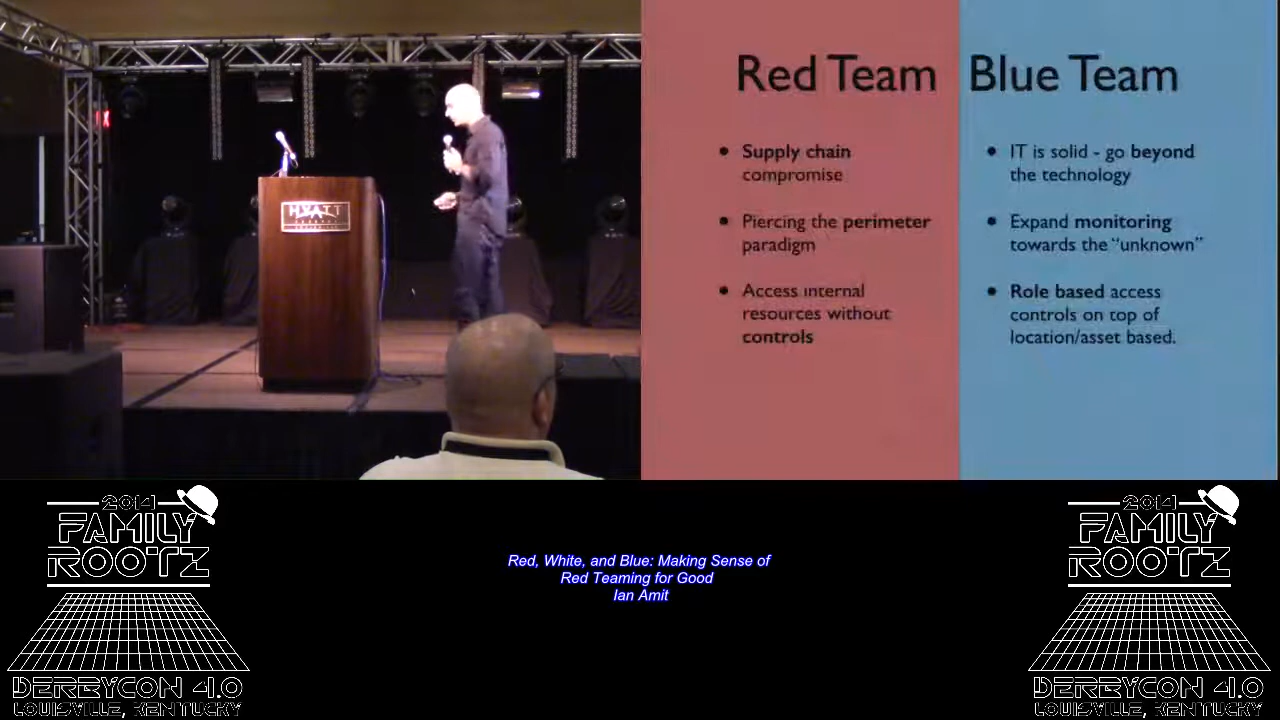 HYATT
Red Team
Supply chain
compromise
Piercing the perimeter
paradigm
Access internal
resources without
controls
Blue Team
IT is solid - go beyond
the technology
Expand monitoring
towards the “unknown”
Role based access
controls on top of
location/asset based.
2014
FAMILY
ROOTZ
DERBYCON 4.0
LOUISVILLE, KENTUCKY
Red, White, and Blue: Making Sense of
Red Teaming for Good
Ian Amit
2014
FAMILY
ROOTZ
DERBYCON 4.0
LOUISVILLE, KENTUCKY